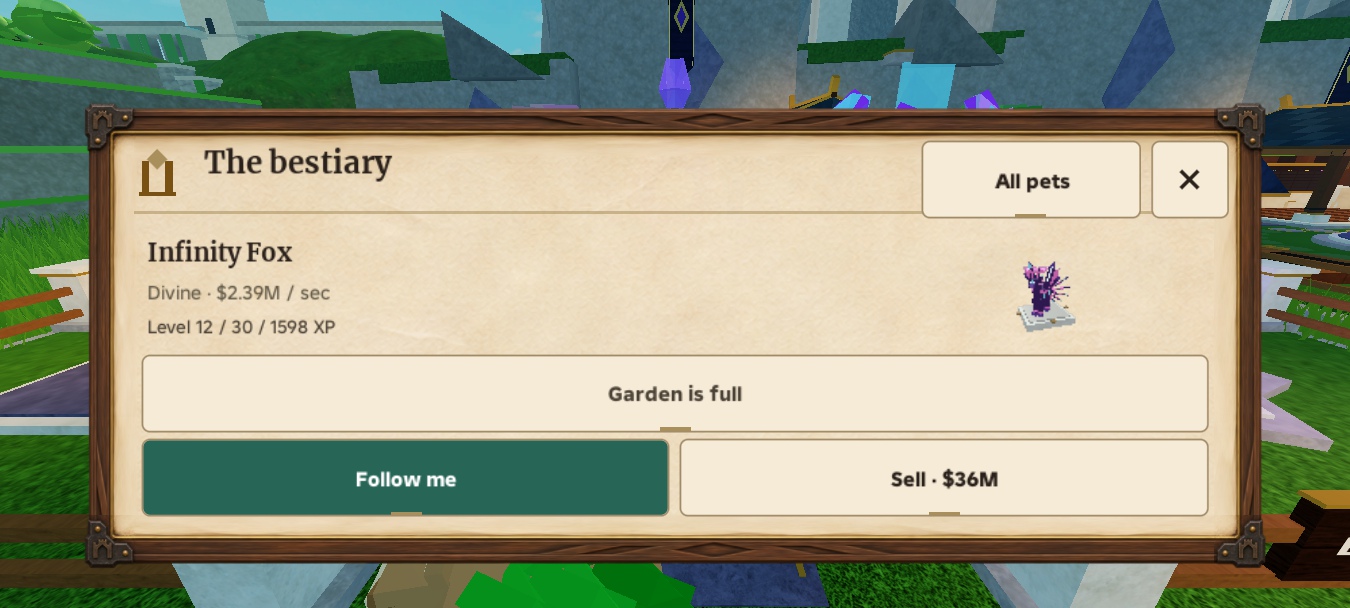 The bestiary
All pets
Infinity Fox
Divine · $2.39M / sec
Level 12 / 30 / 1598 XP
Garden is full
Follow me
Sell · $36M